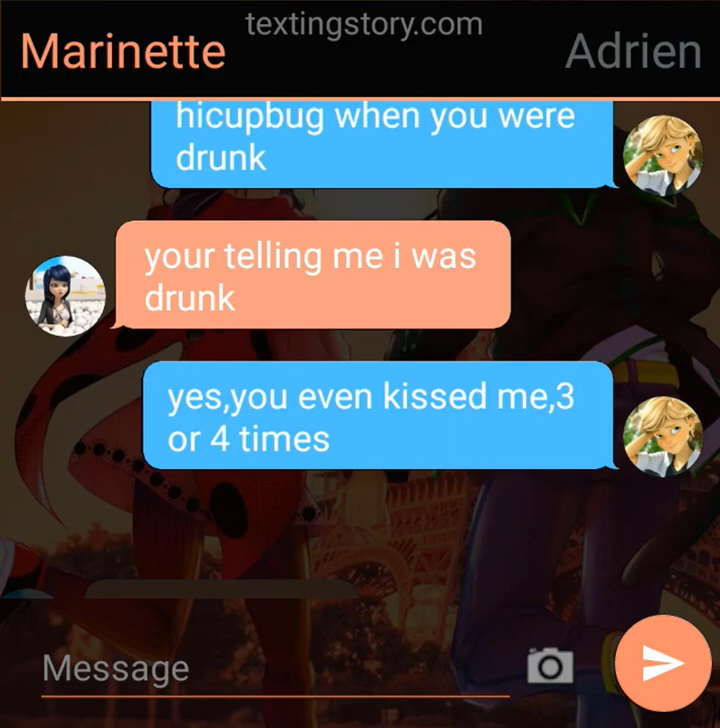 textingstory.com
Marinette
Adrien
hicupbug when you were
drunk
your telling me i was
drunk
yes,you even kissed me,3
or 4 times
Message